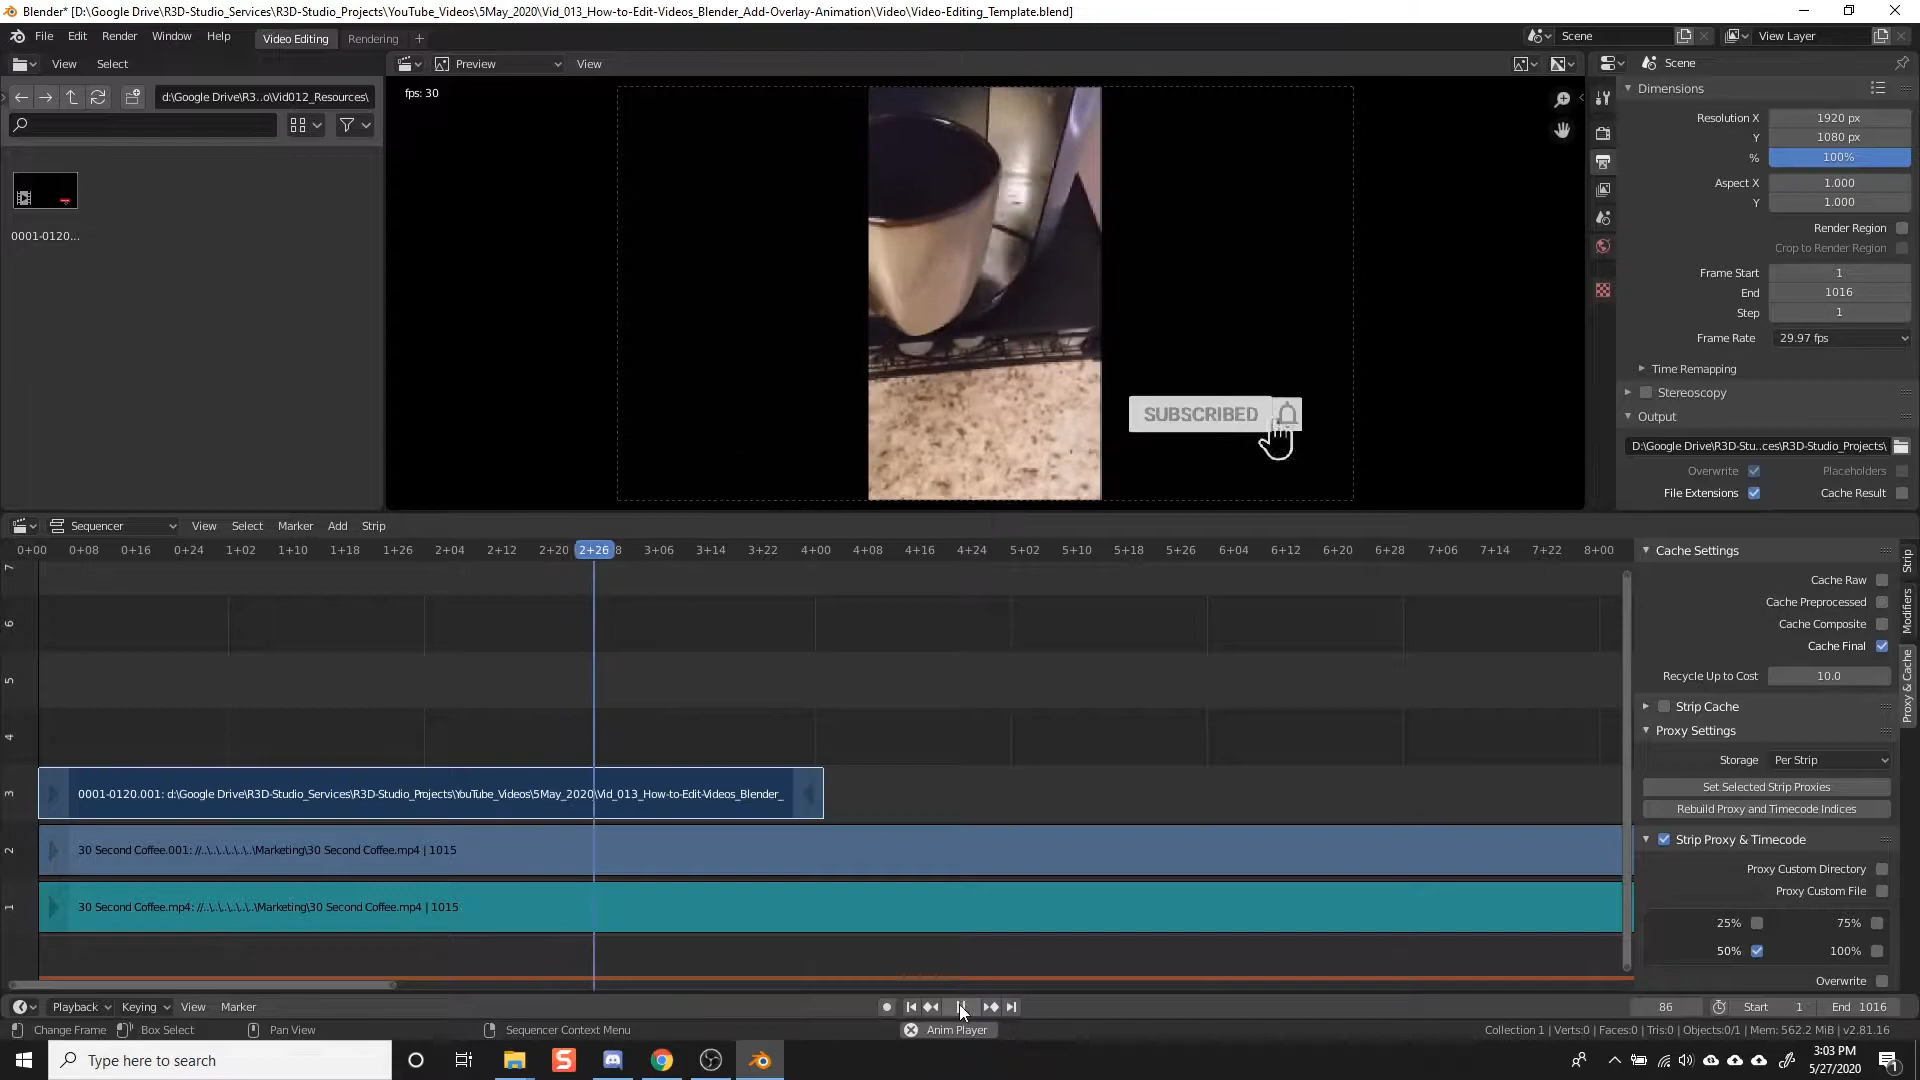 Blender* [D:\Google Drive\R3D-Studio_Services\R3D-Studio_Projects\YouTube_Videos\5May_2020\Vid_013_How-to-Edit-Videos_Blender_Add-Overlay-Animation\Video\Video-Editing_Template.blend]
File Edit Render Window Help Video Editing Rendering + Scene View Layer
View Select Preview View Scene
d:\Google Drive\R3..o\Vid012_Resources\
fps: 30
0001-0120...
SUBSCRIBED
Dimensions
Resolution X 1920 px
Y 1080 px
% 100%
Aspect X 1.000
Y 1.000
Render Region
Crop to Render Region
Frame Start 1
End 1016
Step 1
Frame Rate 29.97 fps
Time Remapping
Stereoscopy
Output
D:\Google Drive\R3D-Stu..ces\R3D-Studio_Projects\
Overwrite Placeholders
File Extensions Cache Result
Sequencer View Select Marker Add Strip
0+00 0+08 0+16 0+24 1+02 1+10 1+18 1+26 2+04 2+12 2+20 2+26 8 3+06 3+14 3+22 4+00 4+08 4+16 4+24 5+02 5+10 5+18 5+26 6+04 6+12 6+20 6+28 7+06 7+14 7+22 8+00
7
6
5
4
3
2
1
0001-0120.001: d:\Google Drive\R3D-Studio_Services\R3D-Studio_Projects\YouTube_Videos\5May_2020\Vid_013_How-to-Edit-Videos_Blender_
30 Second Coffee.001: //..\..\..\..\..\..\Marketing\30 Second Coffee.mp4 | 1015
30 Second Coffee.mp4: //..\..\..\..\..\..\Marketing\30 Second Coffee.mp4 | 1015
Cache Settings
Cache Raw
Cache Preprocessed
Cache Composite
Cache Final
Recycle Up to Cost 10.0
Strip Cache
Proxy Settings
Storage Per Strip
Set Selected Strip Proxies
Rebuild Proxy and Timecode Indices
Strip Proxy & Timecode
Proxy Custom Directory
Proxy Custom File
25% 75%
50% 100%
Overwrite
Strip
Modifiers
Proxy & Cache
Playback Keying View Marker 86 Start 1 End 1016
Change Frame Box Select Pan View Sequencer Context Menu Anim Player Collection 1 | Verts:0 | Faces:0 | Tris:0 | Objects:0/1 | Mem: 562.2 MiB | v2.81.16
Type here to search
3:03 PM
5/27/2020
1